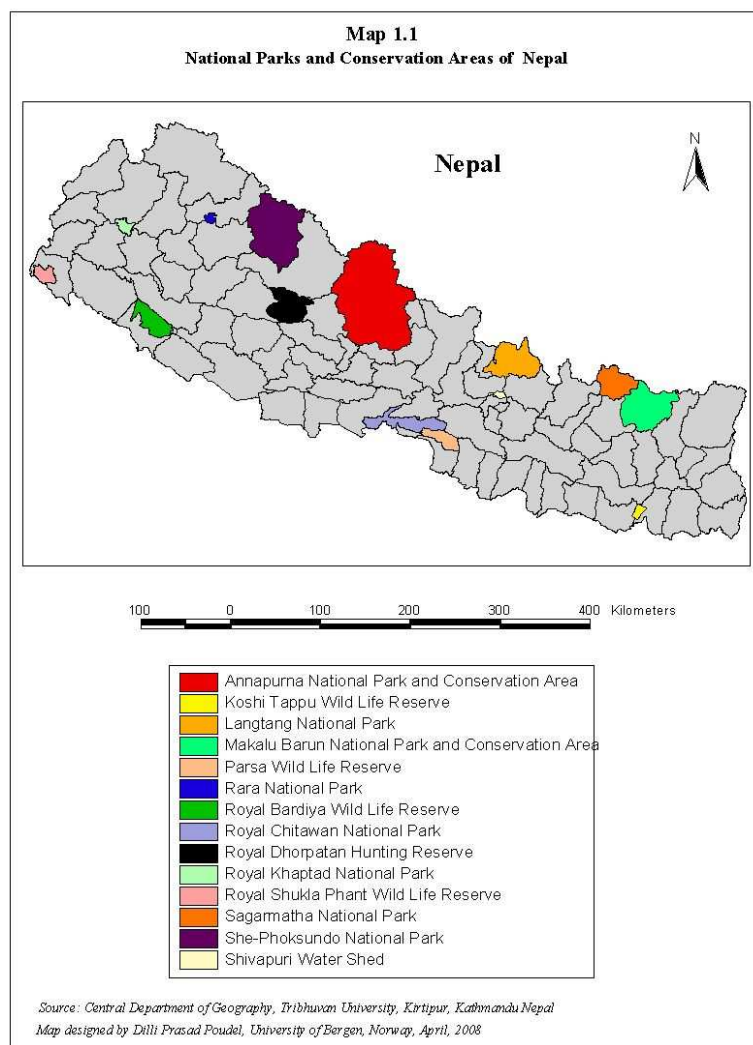 Map 1.1
National Parks and Conservation Areas of Nepal
N
Nepal
100 0 100 200 300 400 Kilometers
Annapurna National Park and Conservation Area
Koshi Tappu Wild Life Reserve
Langtang National Park
Makalu Barun National Park and Conservation Area
Parsa Wild Life Reserve
Rara National Park
Royal Bardiya Wild Life Reserve
Royal Chitawan National Park
Royal Dhorpatan Hunting Reserve
Royal Khaptad National Park
Royal Shukla Phant Wild Life Reserve
Sagarmatha National Park
She-Phoksundo National Park
Shivapuri Water Shed
Source: Central Department of Geography, Tribhuvan University, Kirtipur, Kathmandu Nepal
Map designed by Dilli Prasad Poudel, University of Bergen, Norway, April, 2008